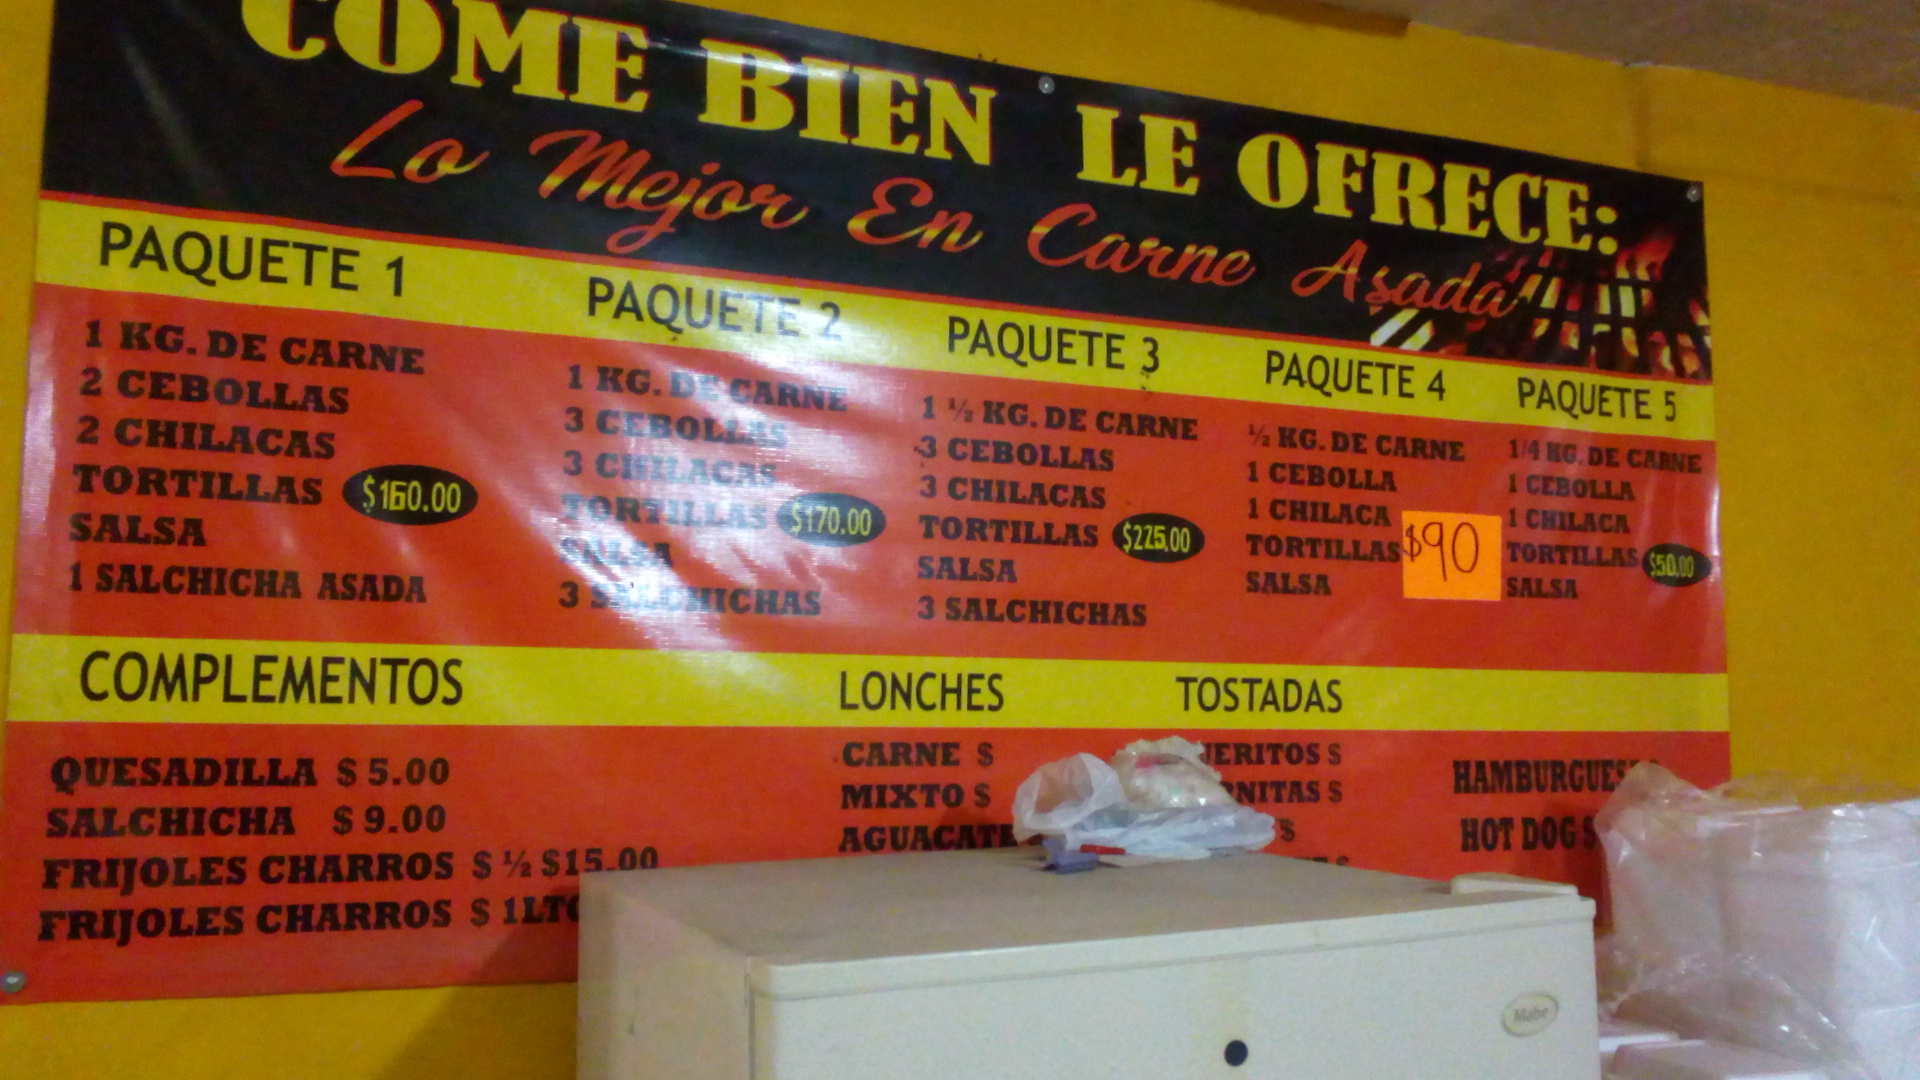 COME BIEN LE OFRECE:
Lo Mejor En Carne Asada
PAQUETE 1
1 KG. DE CARNE
2 CEBOLLAS
2 CHILACAS
TORTILLAS $160.00
SALSA
1 SALCHICHA ASADA
PAQUETE 2
1 KG. DE CARNE
3 CEBOLLAS
3 CHILACAS
TORTILLAS $170.00
SALSA
3 SALCHICHAS
PAQUETE 3
1 ½ KG. DE CARNE
3 CEBOLLAS
3 CHILACAS
TORTILLAS $225.00
SALSA
3 SALCHICHAS
PAQUETE 4
½ KG. DE CARNE
1 CEBOLLA
1 CHILACA
TORTILLAS $90
SALSA
PAQUETE 5
1/4 KG. DE CARNE
1 CEBOLLA
1 CHILACA
TORTILLAS $50.00
SALSA
COMPLEMENTOS
QUESADILLA $ 5.00
SALCHICHA $ 9.00
FRIJOLES CHARROS $ ½ $15.00
FRIJOLES CHARROS $ 1LTO
LONCHES
CARNE $
MIXTO $
AGUACATE
TOSTADAS
$
$
$
$
HOT DOG $
Mabe